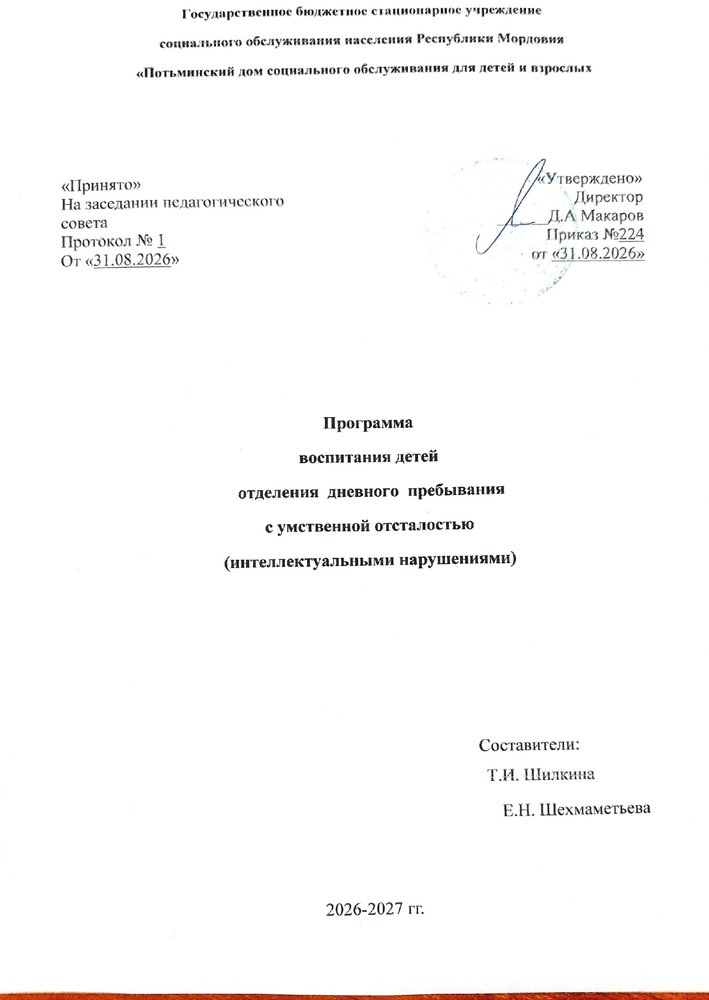 Государственное бюджетное стационарное учреждение
социального обслуживания населения Республики Мордовия
«Потьминский дом социального обслуживания для детей и взрослых
«Принято»
На заседании педагогического
совета
Протокол № 1
От «31.08.2026»
«Утверждено»
Директор
______Д.А Макаров
Приказ №224
от «31.08.2026»
Программа
воспитания детей
отделения дневного пребывания
с умственной отсталостью
(интеллектуальными нарушениями)
Составители:
Т.И. Шилкина
Е.Н. Шехмаметьева
2026-2027 гг.